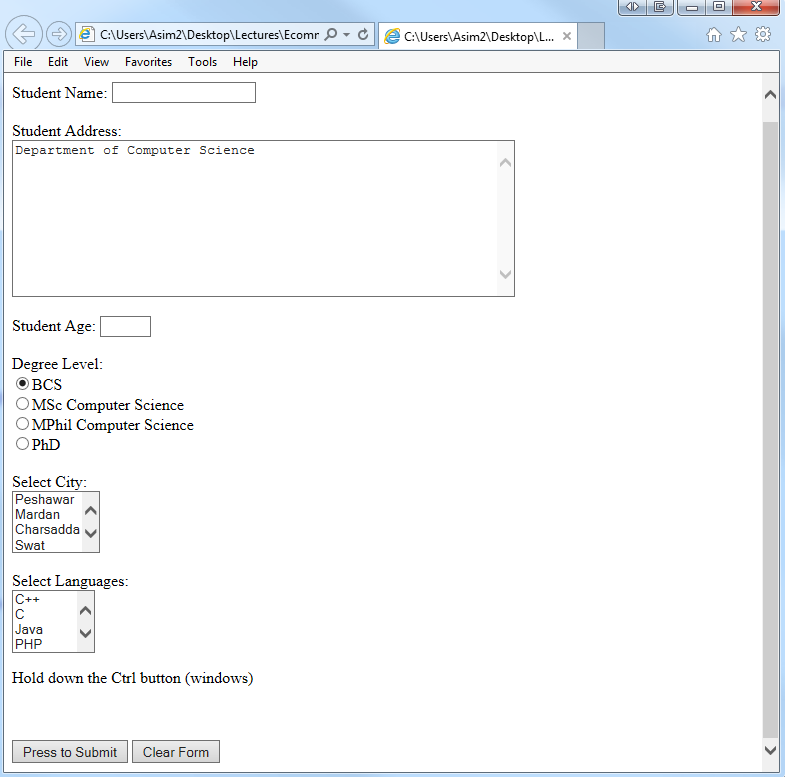 C:\Users\Asim2\Desktop\Lectures\Ecomr
C:\Users\Asim2\Desktop\L...
File Edit View Favorites Tools Help
Student Name:
Student Address:
Department of Computer Science
Student Age:
Degree Level:
BCS
MSc Computer Science
MPhil Computer Science
PhD
Select City:
Peshawar
Mardan
Charsadda
Swat
Select Languages:
C++
C
Java
PHP
Hold down the Ctrl button (windows)
Press to Submit Clear Form